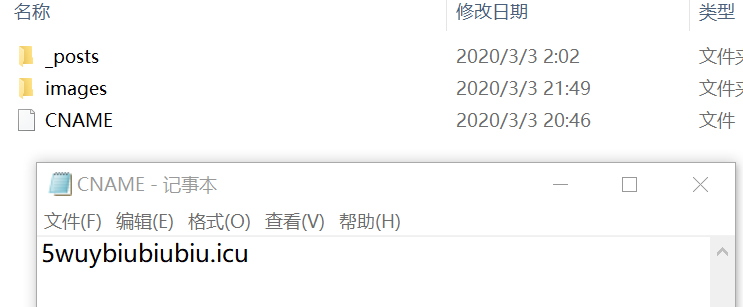 名称 修改日期 类型
_posts 2020/3/3 2:02 文件夹
images 2020/3/3 21:49 文件夹
CNAME 2020/3/3 20:46 文件
CNAME - 记事本
文件(F) 编辑(E) 格式(O) 查看(V) 帮助(H)
5wuybiubiubiu.icu